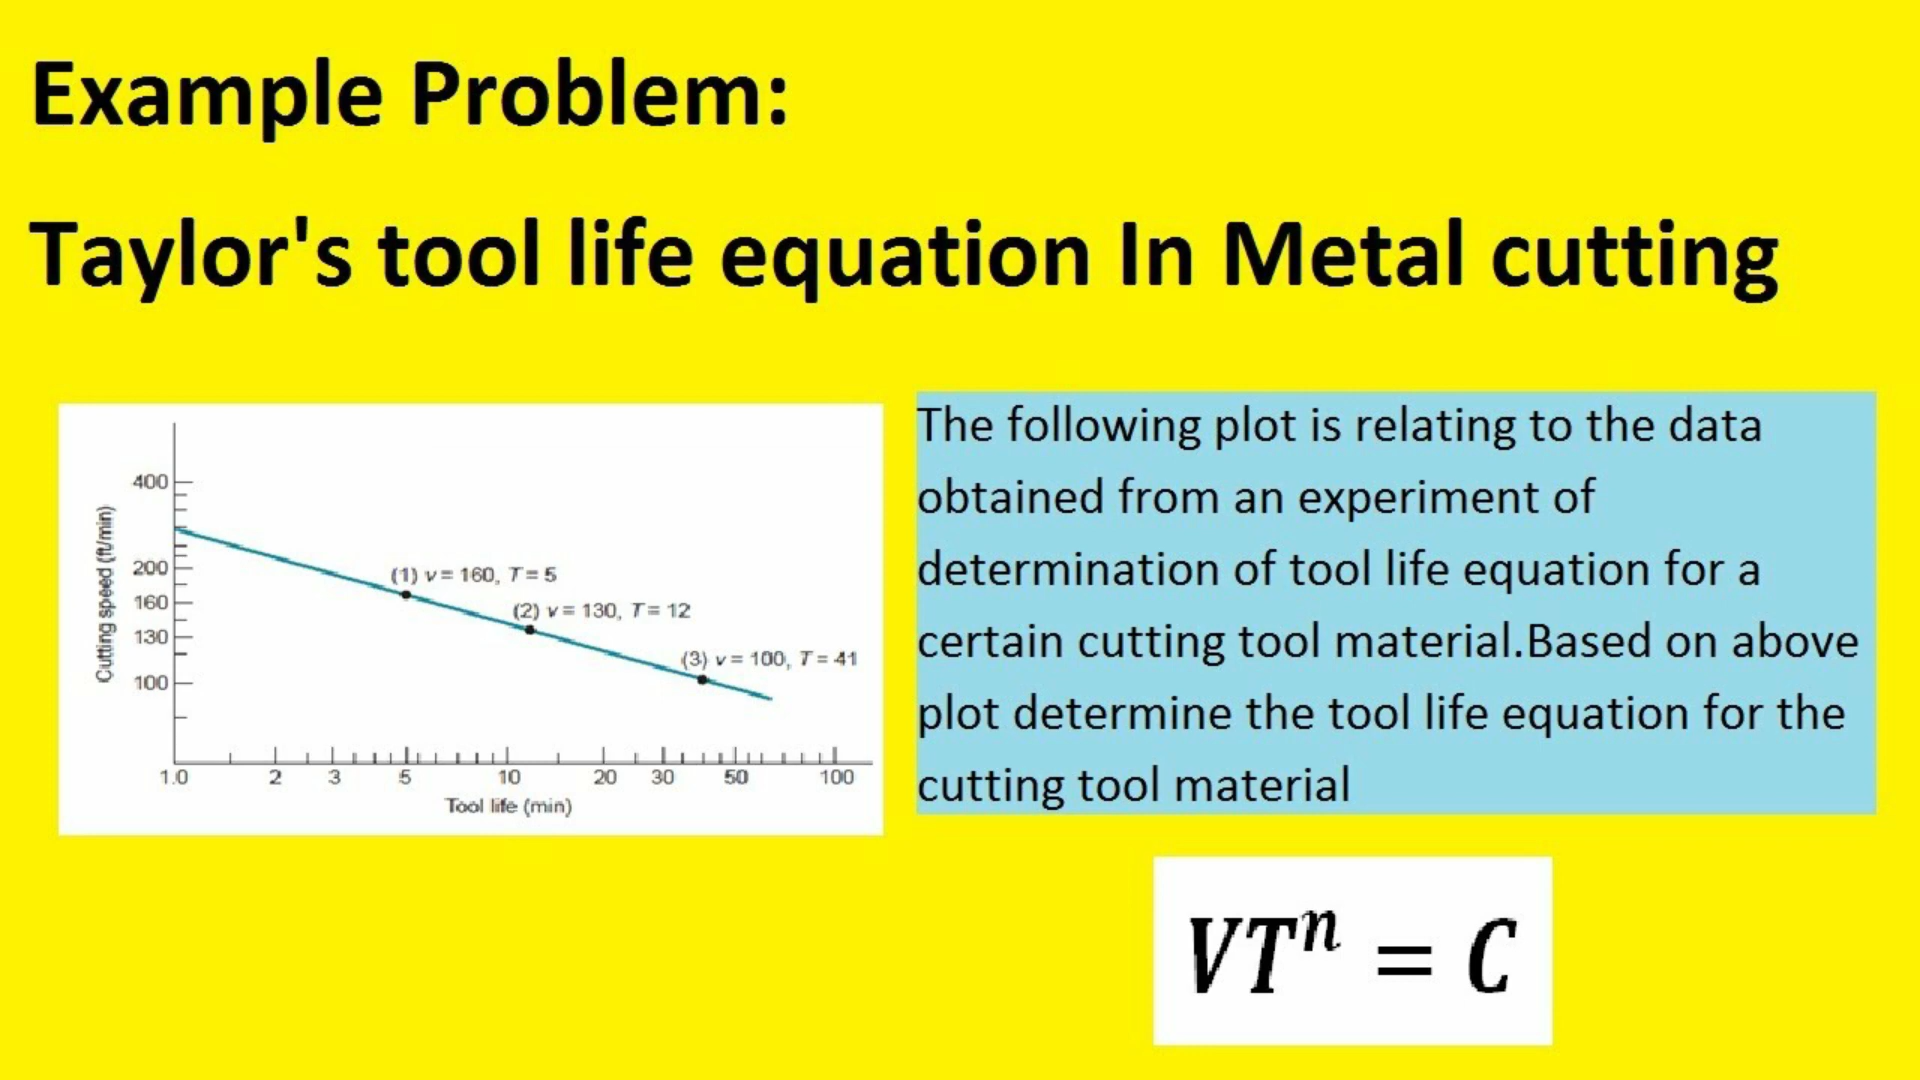 Example Problem:
Taylor's tool life equation In Metal cutting
400
200
160
130
100
Cutting speed (ft/min)
(1) v = 160, T = 5
(2) v = 130, T = 12
(3) v = 100, T = 41
1.0 2 3 5 10 20 30 50 100
Tool life (min)
The following plot is relating to the data
obtained from an experiment of
determination of tool life equation for a
certain cutting tool material.Based on above
plot determine the tool life equation for the
cutting tool material
VTⁿ = C